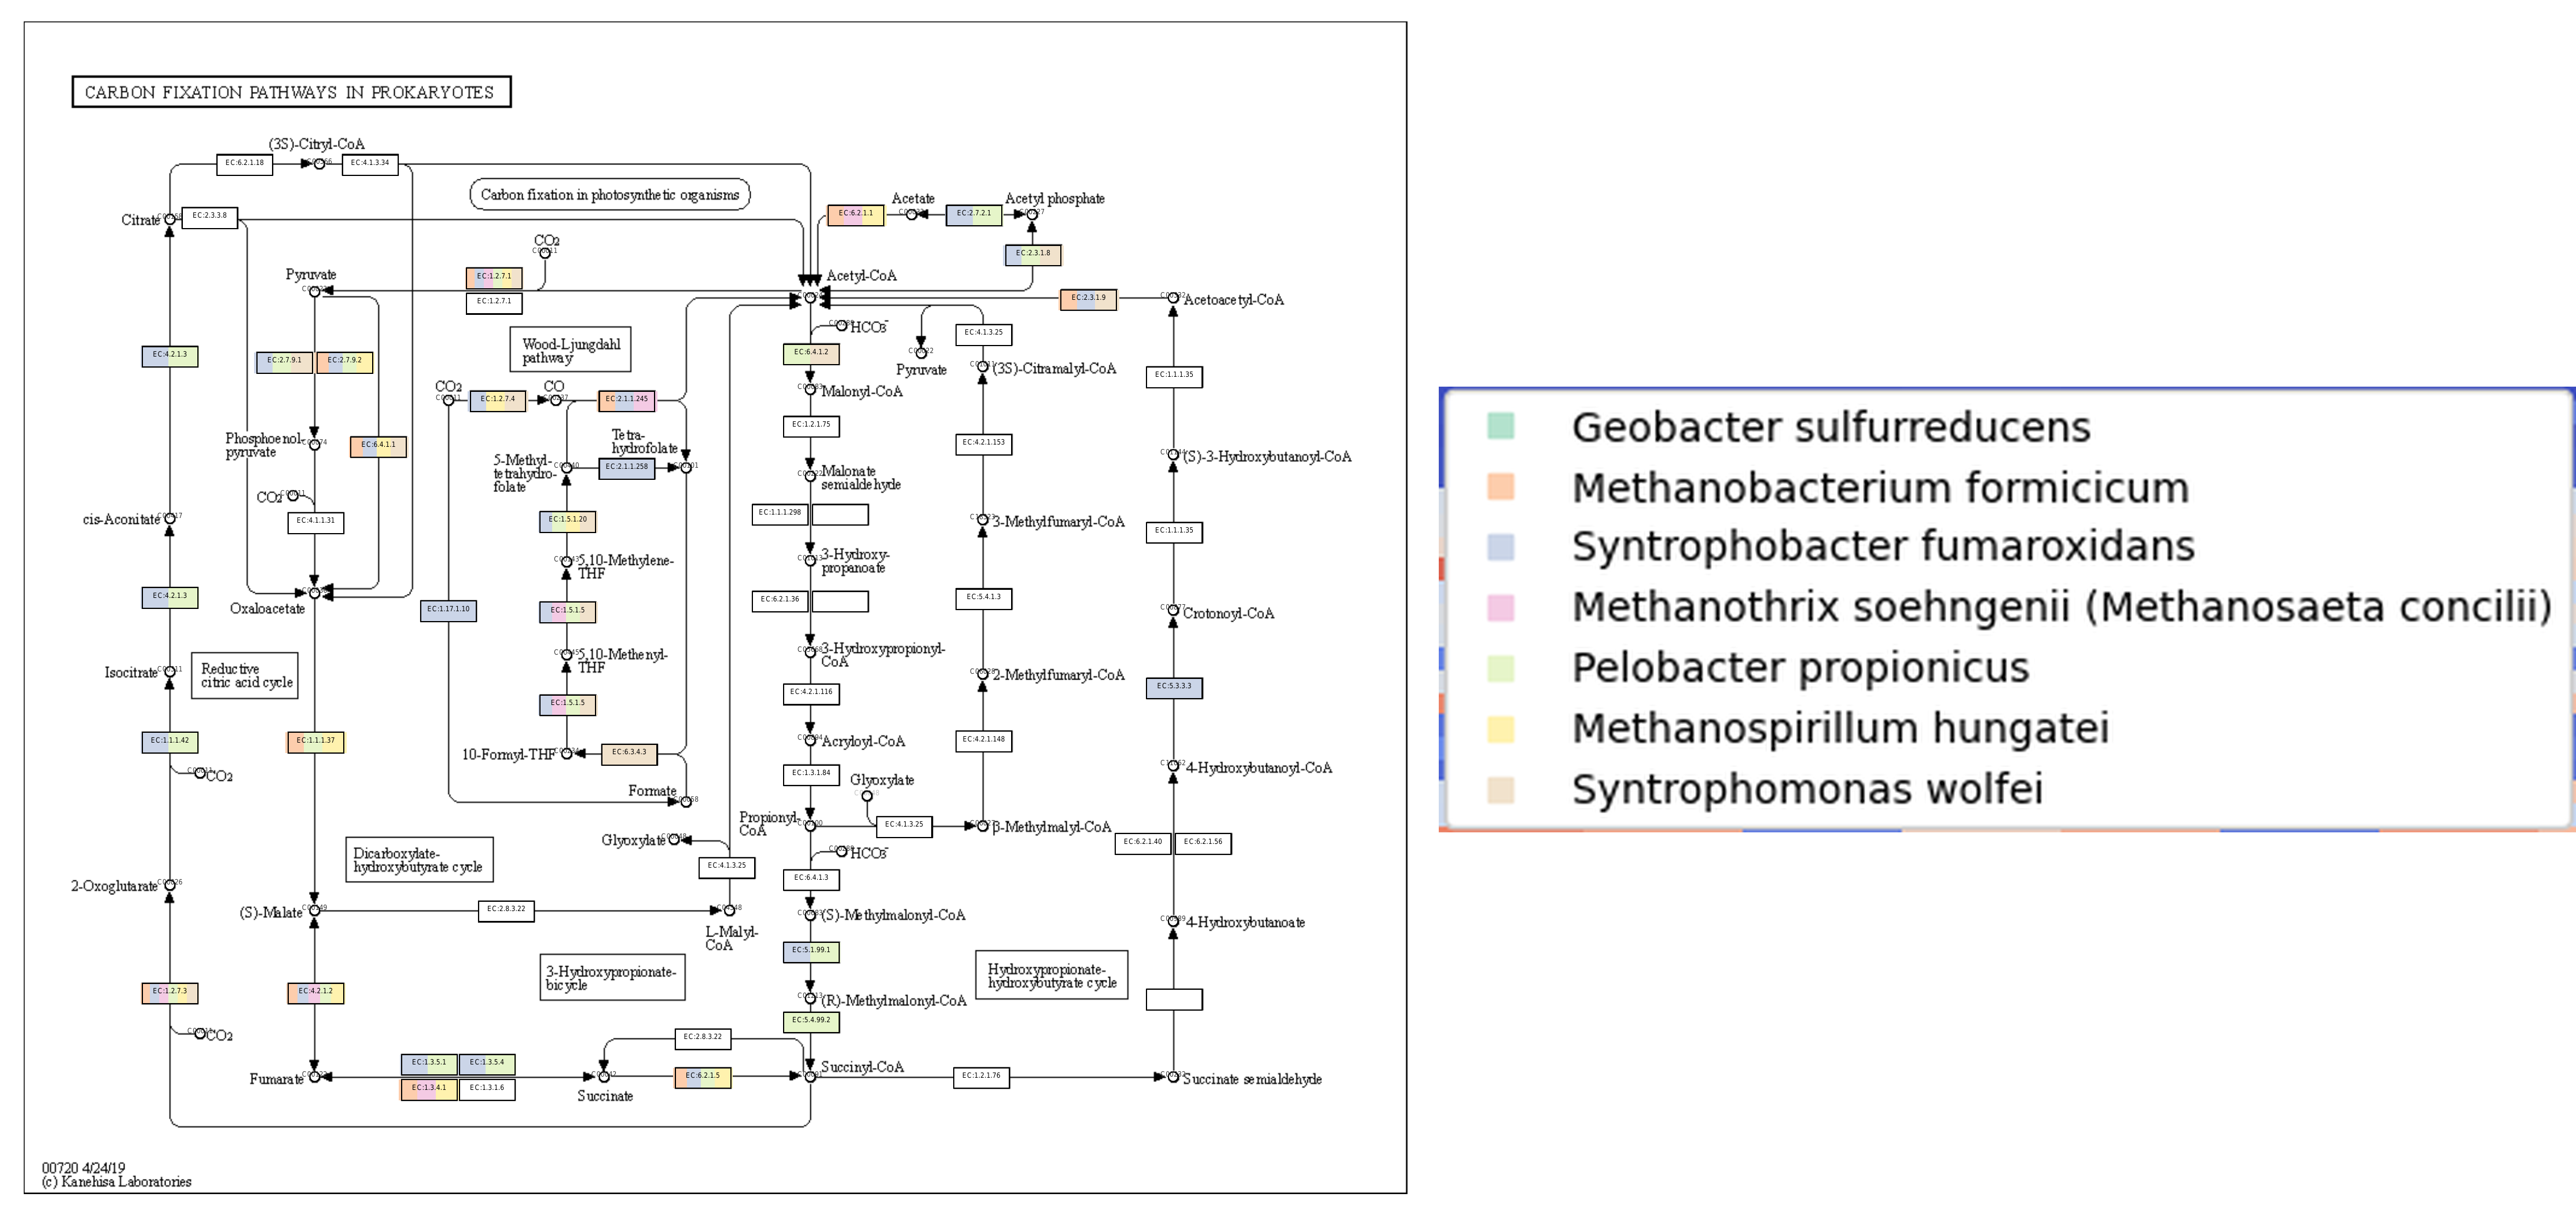 CARBON FIXATION PATHWAYS IN PROKARYOTES
(3S)-Citryl-CoA
EC:6.2.1.18
EC:4.1.3.34
Carbon fixation in photosynthetic organisms
Citrate
EC:2.3.3.8
EC:6.2.1.1
Acetate
EC:2.7.2.1
Acetyl phosphate
CO2
EC:2.3.1.8
Pyruvate
EC:1.2.7.1
EC:1.2.7.1
Acetyl-CoA
EC:2.3.1.9
Acetoacetyl-CoA
HCO3-
EC:4.1.3.25
Wood-Ljungdahl
pathway
EC:4.2.1.3
EC:2.7.9.1
EC:2.7.9.2
EC:6.4.1.2
Pyruvate
(3S)-Citramalyl-CoA
EC:1.1.1.35
CO2
EC:1.2.7.4
CO
EC:2.1.1.245
Malonyl-CoA
EC:1.2.1.75
Phosphoenol-
pyruvate
EC:6.4.1.1
Tetra-
hydrofolate
EC:4.2.1.153
(S)-3-Hydroxybutanoyl-CoA
5-Methyl-
tetrahydro-
folate
EC:2.1.1.258
Malonate
semialdehyde
CO2
EC:4.1.1.31
EC:1.5.1.20
EC:1.1.1.298
3-Methylfumaryl-CoA
EC:1.1.1.35
cis-Aconitate
5,10-Methylene-
THF
3-Hydroxy-
propanoate
EC:4.2.1.3
Oxaloacetate
EC:1.17.1.10
EC:1.5.1.5
EC:6.2.1.36
EC:5.4.1.3
Crotonoyl-CoA
Isocitrate
Reductive
citric acid cycle
5,10-Methenyl-
THF
3-Hydroxypropionyl-
CoA
2-Methylfumaryl-CoA
EC:5.3.3.3
EC:1.5.1.5
EC:4.2.1.116
EC:1.1.1.42
EC:1.1.1.37
10-Formyl-THF
EC:6.3.4.3
Acryloyl-CoA
EC:4.2.1.148
CO2
EC:1.3.1.84
Glyoxylate
4-Hydroxybutanoyl-CoA
Formate
Propionyl-
CoA
EC:4.1.3.25
β-Methylmalyl-CoA
Dicarboxylate-
hydroxybutyrate cycle
Glyoxylate
EC:4.1.3.25
HCO3-
EC:6.2.1.40
EC:6.2.1.56
EC:6.4.1.3
2-Oxoglutarate
(S)-Malate
EC:2.8.3.22
L-Malyl-
CoA
(S)-Methylmalonyl-CoA
4-Hydroxybutanoate
EC:5.1.99.1
3-Hydroxypropionate-
bicycle
Hydroxypropionate-
hydroxybutyrate cycle
EC:1.2.7.3
EC:4.2.1.2
(R)-Methylmalonyl-CoA
EC:5.4.99.2
CO2
EC:2.8.3.22
EC:1.3.5.1
EC:1.3.5.4
Fumarate
EC:1.3.4.1
EC:1.3.1.6
Succinate
EC:6.2.1.5
Succinyl-CoA
EC:1.2.1.76
Succinate semialdehyde
00720 4/24/19
(c) Kanehisa Laboratories
Geobacter sulfurreducens
Methanobacterium formicicum
Syntrophobacter fumaroxidans
Methanothrix soehngenii (Methanosaeta concilii)
Pelobacter propionicus
Methanospirillum hungatei
Syntrophomonas wolfei